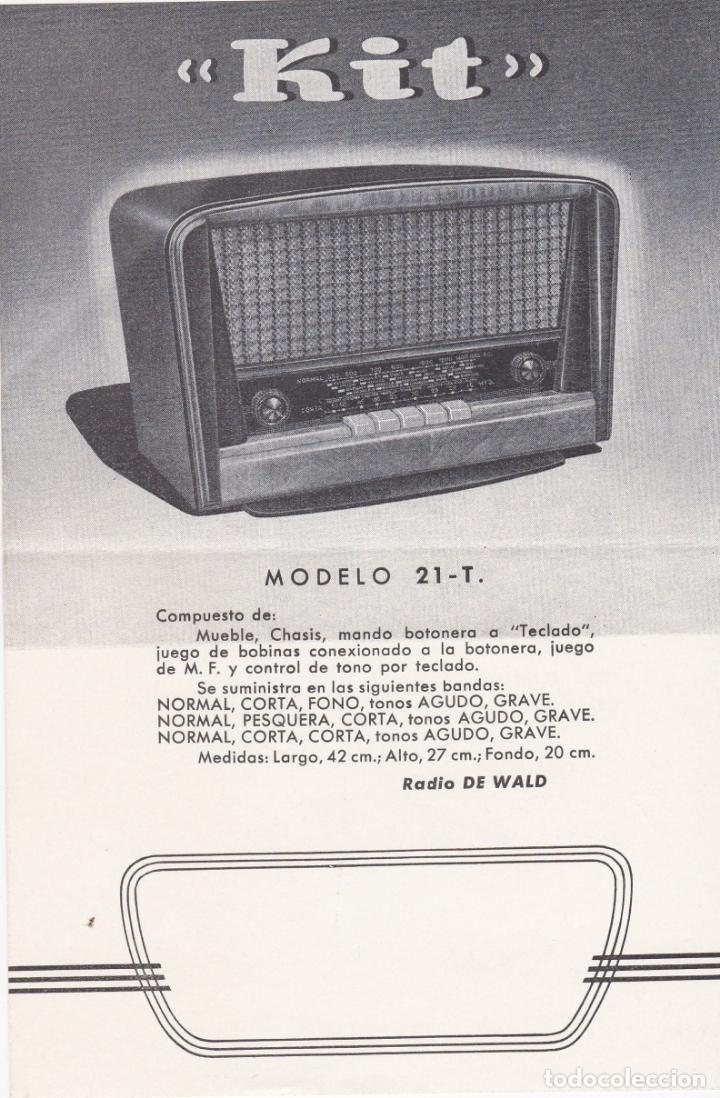 «Kit»
NORMAL
CORTA
MODELO 21-T.
Compuesto de:
Mueble, Chasis, mando botonera a "Teclado",
juego de bobinas conexionado a la botonera, juego
de M. F. y control de tono por teclado.
Se suministra en las siguientes bandas:
NORMAL, CORTA, FONO, tonos AGUDO, GRAVE.
NORMAL, PESQUERA, CORTA, tonos AGUDO, GRAVE.
NORMAL, CORTA, CORTA, tonos AGUDO, GRAVE.
Medidas: Largo, 42 cm.; Alto, 27 cm.; Fondo, 20 cm.
Radio DE WALD
todocoleccion